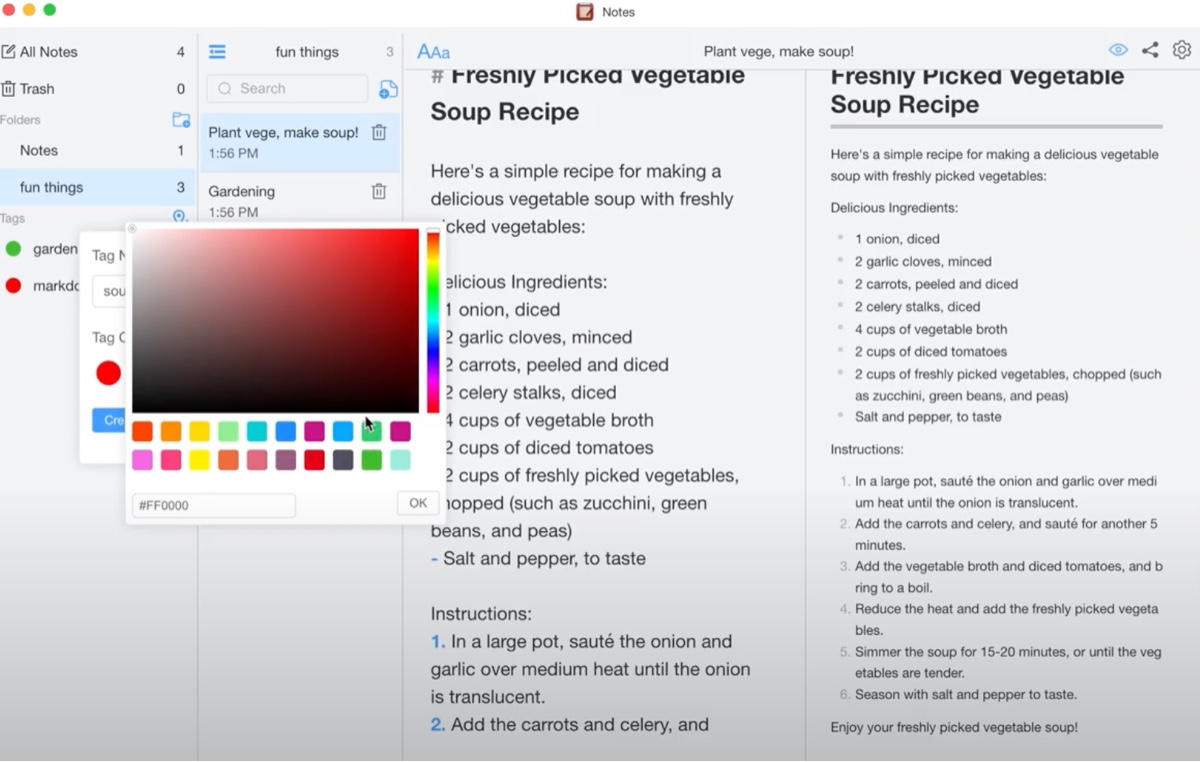 Notes
All Notes 4
Trash 0
Folders
Notes 1
fun things 3
Tags
garden
markdo
Tag N
sou
Tag C
Cre
#FF0000
OK
fun things 3
Search
Plant vege, make soup!
1:56 PM
Gardening
1:56 PM
AAa
Plant vege, make soup!
# Freshly Picked Vegetable
Soup Recipe
Here's a simple recipe for making a
delicious vegetable soup with freshly
cked vegetables:
elicious Ingredients:
1 onion, diced
2 garlic cloves, minced
2 carrots, peeled and diced
2 celery stalks, diced
4 cups of vegetable broth
2 cups of diced tomatoes
2 cups of freshly picked vegetables,
hopped (such as zucchini, green
beans, and peas)
- Salt and pepper, to taste
Instructions:
1. In a large pot, sauté the onion and
garlic over medium heat until the onion
is translucent.
2. Add the carrots and celery, and
Freshly Picked Vegetable
Soup Recipe
Here's a simple recipe for making a delicious vegetable
soup with freshly picked vegetables:
Delicious Ingredients:
1 onion, diced
2 garlic cloves, minced
2 carrots, peeled and diced
2 celery stalks, diced
4 cups of vegetable broth
2 cups of diced tomatoes
2 cups of freshly picked vegetables, chopped (such
as zucchini, green beans, and peas)
Salt and pepper, to taste
Instructions:
1. In a large pot, sauté the onion and garlic over medi
um heat until the onion is translucent.
2. Add the carrots and celery, and sauté for another 5
minutes.
3. Add the vegetable broth and diced tomatoes, and b
ring to a boil.
4. Reduce the heat and add the freshly picked vegeta
bles.
5. Simmer the soup for 15-20 minutes, or until the veg
etables are tender.
6. Season with salt and pepper to taste.
Enjoy your freshly picked vegetable soup!